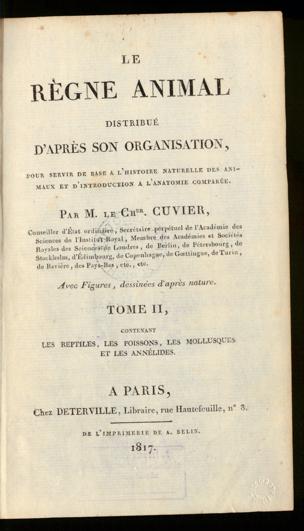 LE
RÈGNE ANIMAL
DISTRIBUÉ
D'APRÈS SON ORGANISATION,
POUR SERVIR DE BASE A L'HISTOIRE NATURELLE DES ANI-
MAUX ET D'INTRODUCTION A L'ANATOMIE COMPARÉE.
PAR M. LE CHER. CUVIER,
Conseiller d'État ordinaire, Secrétaire perpétuel de l'Académie des
Sciences de l'Institut Royal, Membre des Académies et Sociétés
Royales des Sciences de Londres, de Berlin, de Pétersbourg, de
Stockholm, d'Édimbourg, de Copenhague, de Gœttingue, de Turin,
de Bavière, des Pays-Bas, etc., etc.
Avec Figures, dessinées d'après nature.
TOME II,
CONTENANT
LES REPTILES, LES POISSONS, LES MOLLUSQUES
ET LES ANNÉLIDES.
A PARIS,
Chez DETERVILLE, Libraire, rue Hautefeuille, n° 8.
DE L'IMPRIMERIE DE A. BELIN.
1817.